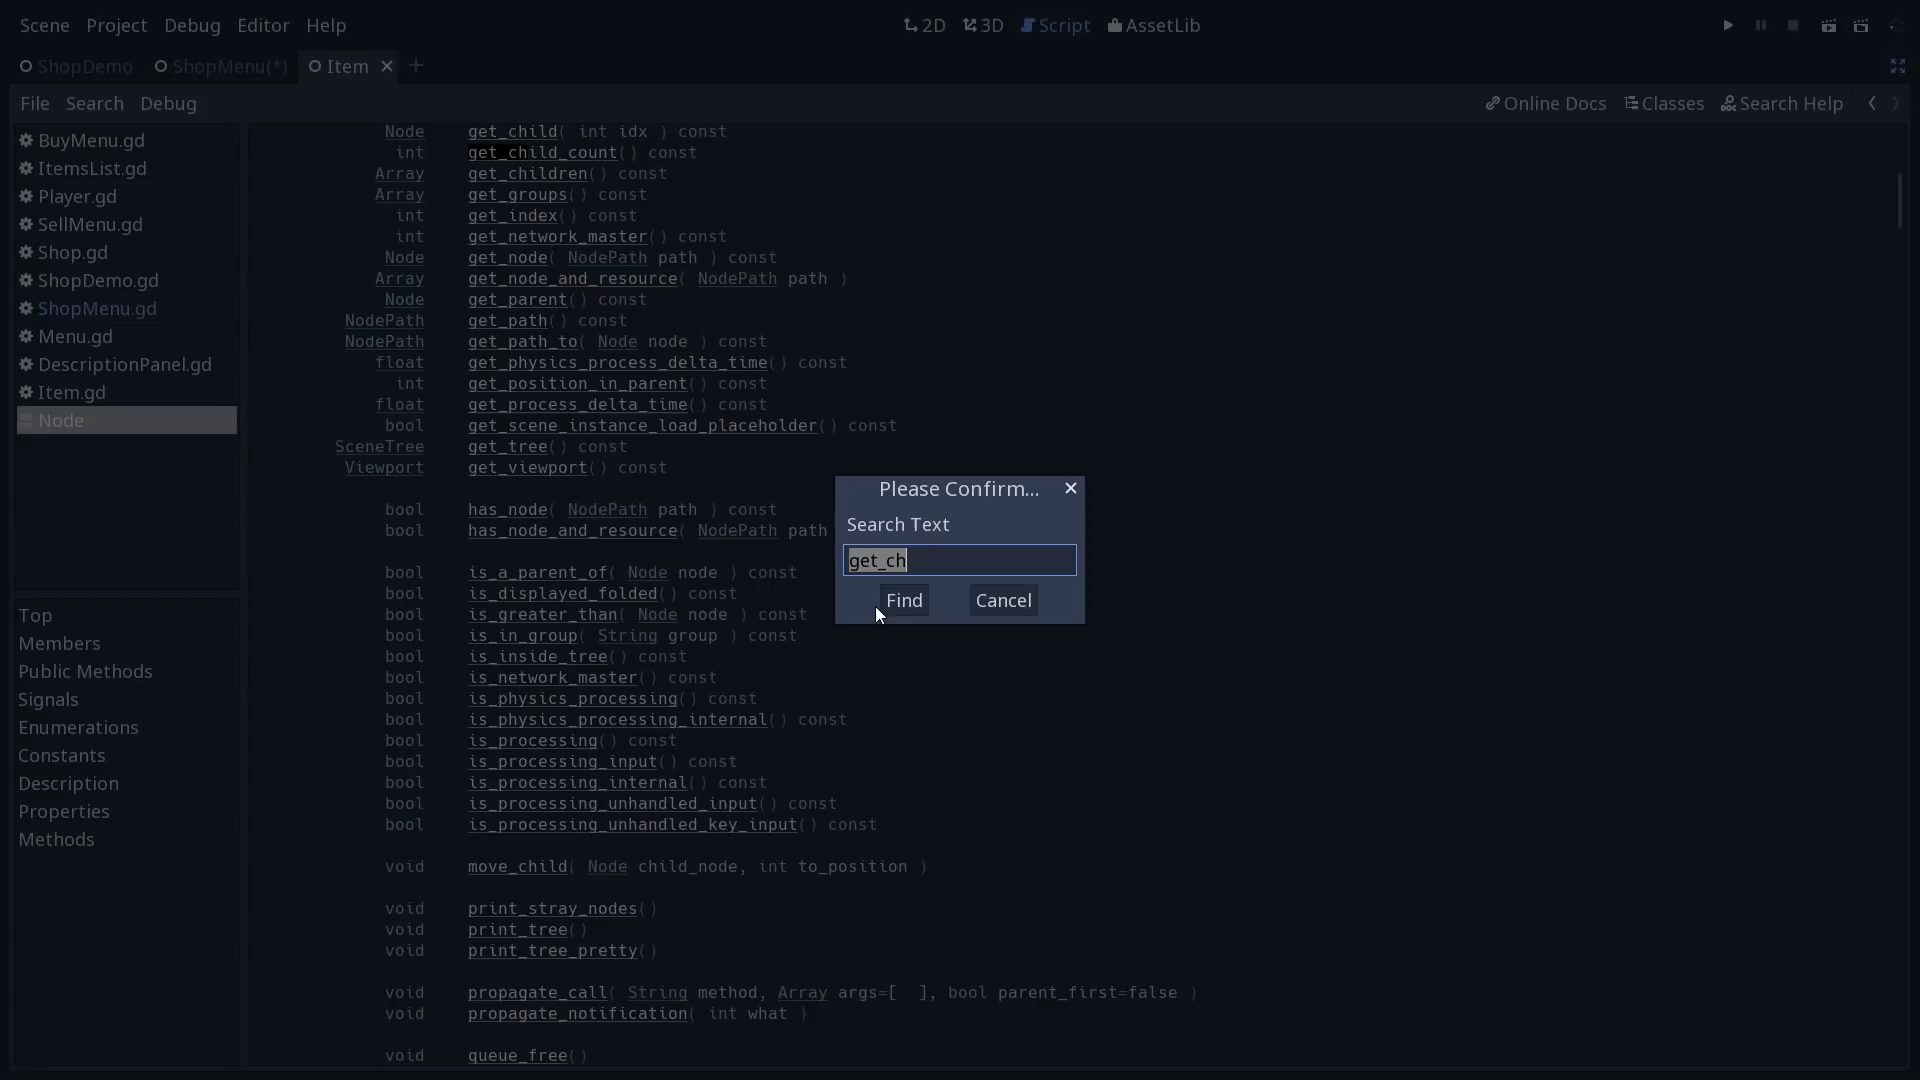 Scene Project Debug Editor Help 2D 3D Script AssetLib
ShopDemo ShopMenu(*) Item
File Search Debug Online Docs Classes Search Help
BuyMenu.gd
ItemsList.gd
Player.gd
SellMenu.gd
Shop.gd
ShopDemo.gd
ShopMenu.gd
Menu.gd
DescriptionPanel.gd
Item.gd
Node
Top
Members
Public Methods
Signals
Enumerations
Constants
Description
Properties
Methods
Node get_child( int idx ) const
int get_child_count() const
Array get_children() const
Array get_groups() const
int get_index() const
int get_network_master() const
Node get_node( NodePath path ) const
Array get_node_and_resource( NodePath path )
Node get_parent() const
NodePath get_path() const
NodePath get_path_to( Node node ) const
float get_physics_process_delta_time() const
int get_position_in_parent() const
float get_process_delta_time() const
bool get_scene_instance_load_placeholder() const
SceneTree get_tree() const
Viewport get_viewport() const
bool has_node( NodePath path ) const
bool has_node_and_resource( NodePath path
bool is_a_parent_of( Node node ) const
bool is_displayed_folded() const
bool is_greater_than( Node node ) const
bool is_in_group( String group ) const
bool is_inside_tree() const
bool is_network_master() const
bool is_physics_processing() const
bool is_physics_processing_internal() const
bool is_processing() const
bool is_processing_input() const
bool is_processing_internal() const
bool is_processing_unhandled_input() const
bool is_processing_unhandled_key_input() const
void move_child( Node child_node, int to_position )
void print_stray_nodes()
void print_tree()
void print_tree_pretty()
void propagate_call( String method, Array args=[  ], bool parent_first=false )
void propagate_notification( int what )
void queue_free()
Please Confirm...
Search Text
get_ch
Find Cancel